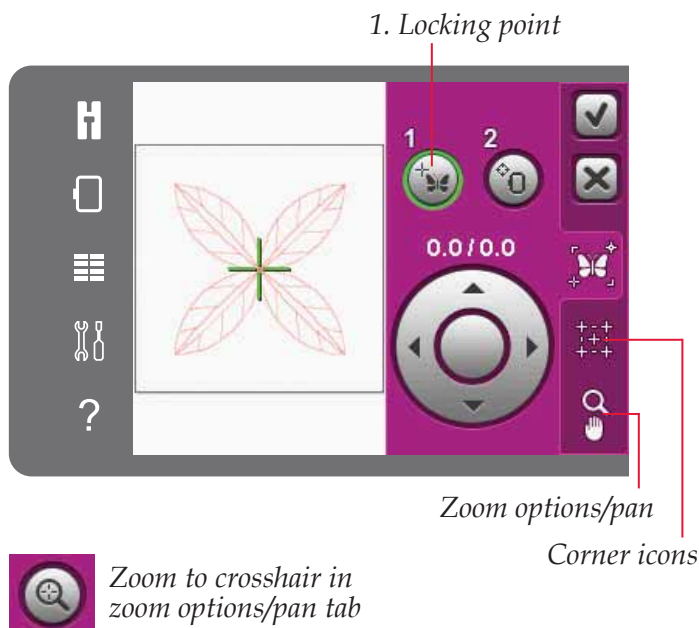 1. Locking point
1
2
0.0/0.0
?
Zoom options/pan
Corner icons
Zoom to crosshair in
zoom options/pan tab